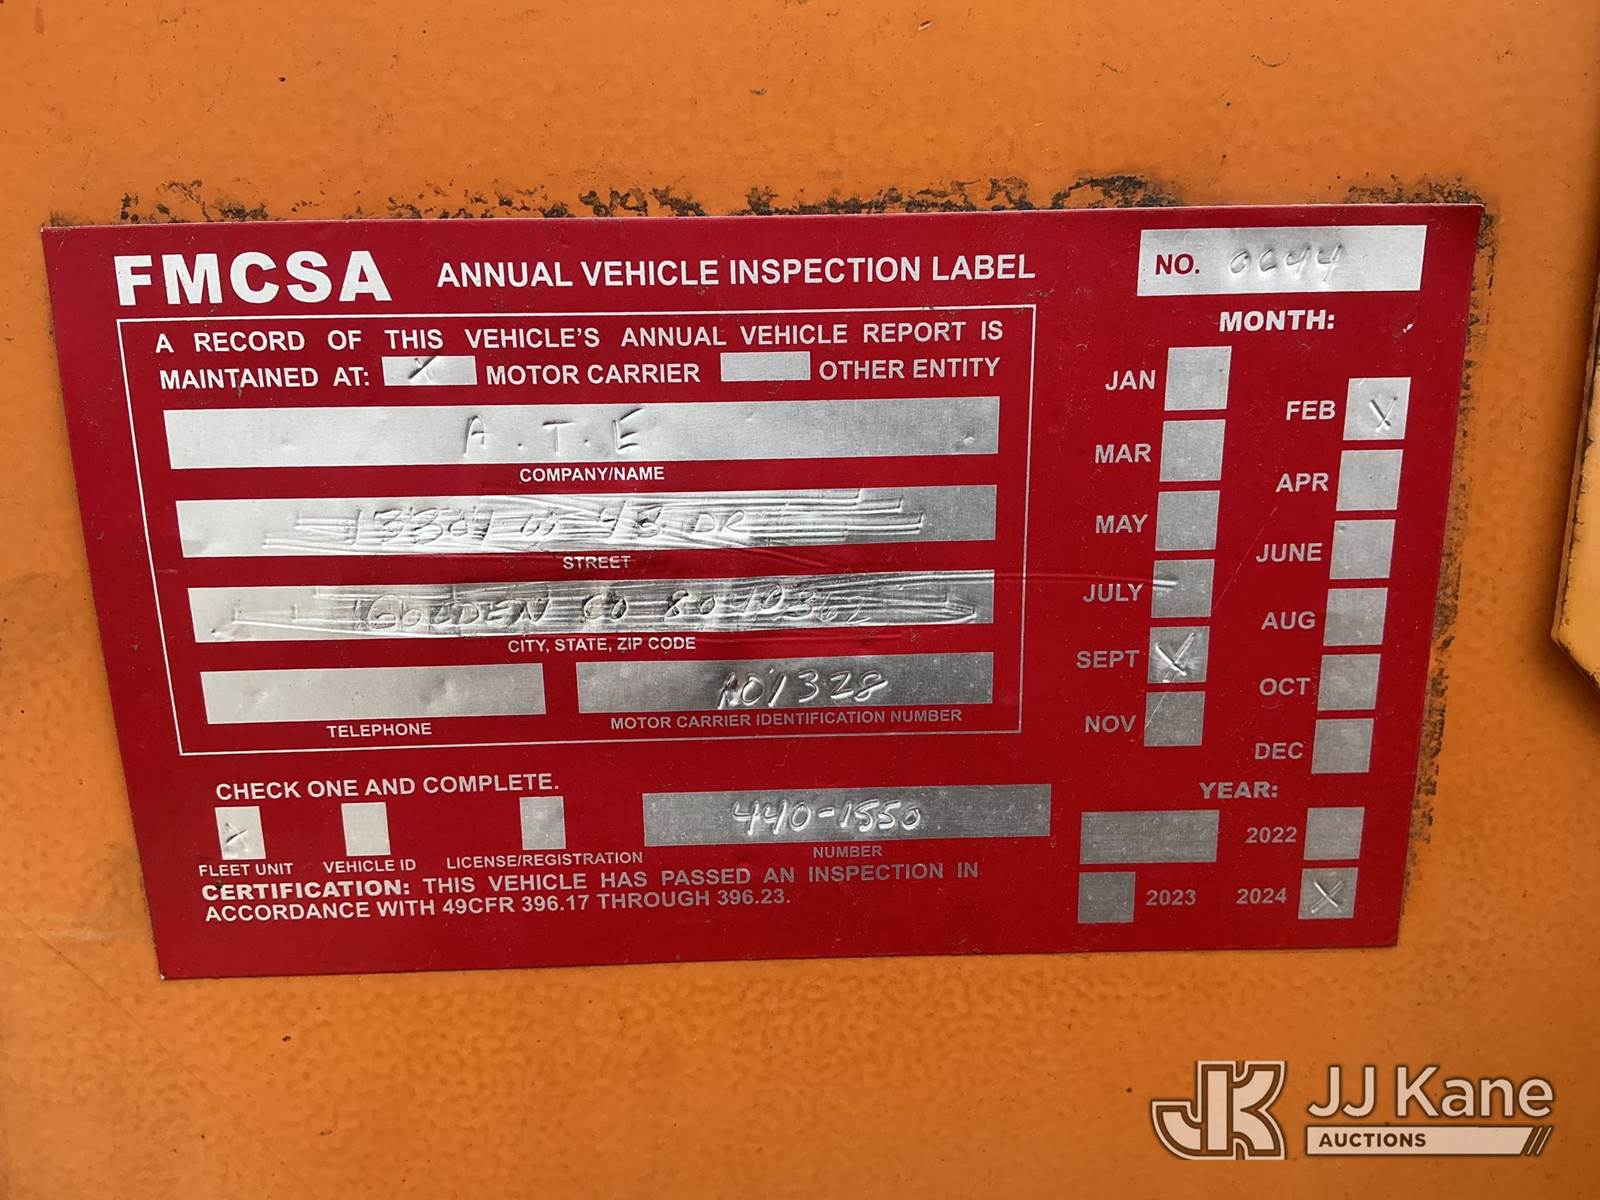 FMCSA ANNUAL VEHICLE INSPECTION LABEL
NO. 0644
A RECORD OF THIS VEHICLE'S ANNUAL VEHICLE REPORT IS
MAINTAINED AT: X MOTOR CARRIER OTHER ENTITY
A.T.E
COMPANY/NAME
W 43 DR
STREET
GOLDEN CO
CITY, STATE, ZIP CODE
TELEPHONE
MOTOR CARRIER IDENTIFICATION NUMBER
CHECK ONE AND COMPLETE.
X
440-1550
FLEET UNIT VEHICLE ID LICENSE/REGISTRATION NUMBER
CERTIFICATION: THIS VEHICLE HAS PASSED AN INSPECTION IN
ACCORDANCE WITH 49CFR 396.17 THROUGH 396.23.
MONTH:
JAN
FEB X
MAR
APR
MAY
JUNE
JULY
AUG
SEPT X
OCT
NOV
DEC
YEAR:
2022
2023 2024 X
JK JJ Kane
AUCTIONS